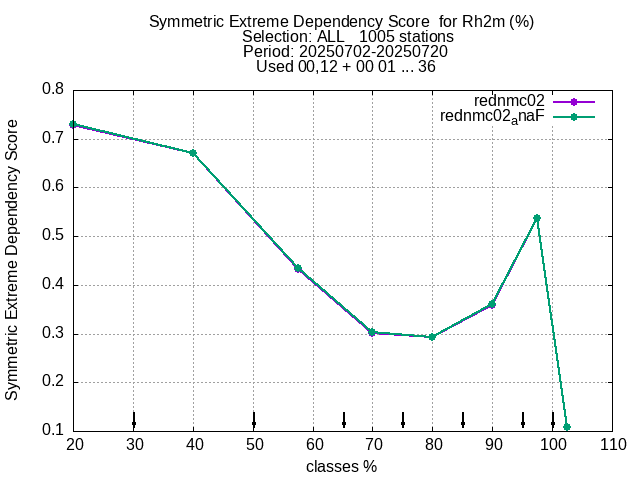 Symmetric Extreme Dependency Score  for Rh2m (%)
Selection: ALL   1005 stations
Period: 20250702-20250720
Used 00,12 + 00 01 ... 36
rednmc02
rednmc02anaF
Symmetric Extreme Dependency Score
0.8
0.7
0.6
0.5
0.4
0.3
0.2
0.1
20 30 40 50 60 70 80 90 100 110
classes %